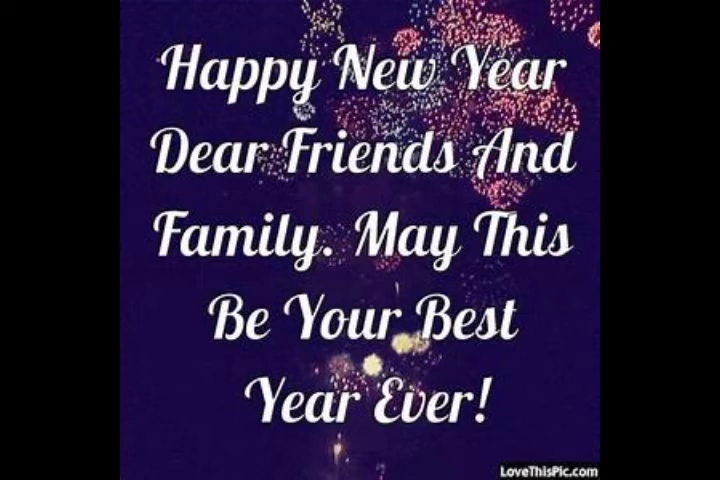 Happy New Year
Dear Friends And
Family. May This
Be Your Best
Year Ever!
LoveThisPic.com